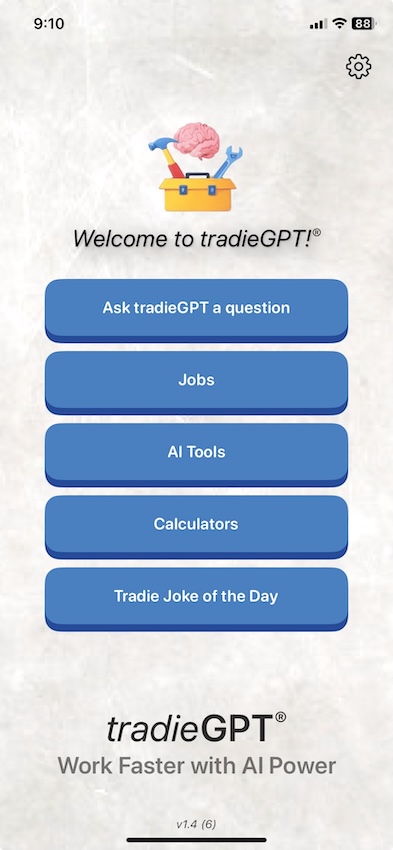 9:10
88
Welcome to tradieGPT!®
Ask tradieGPT a question
Jobs
AI Tools
Calculators
Tradie Joke of the Day
tradieGPT®
Work Faster with AI Power
v1.4 (6)